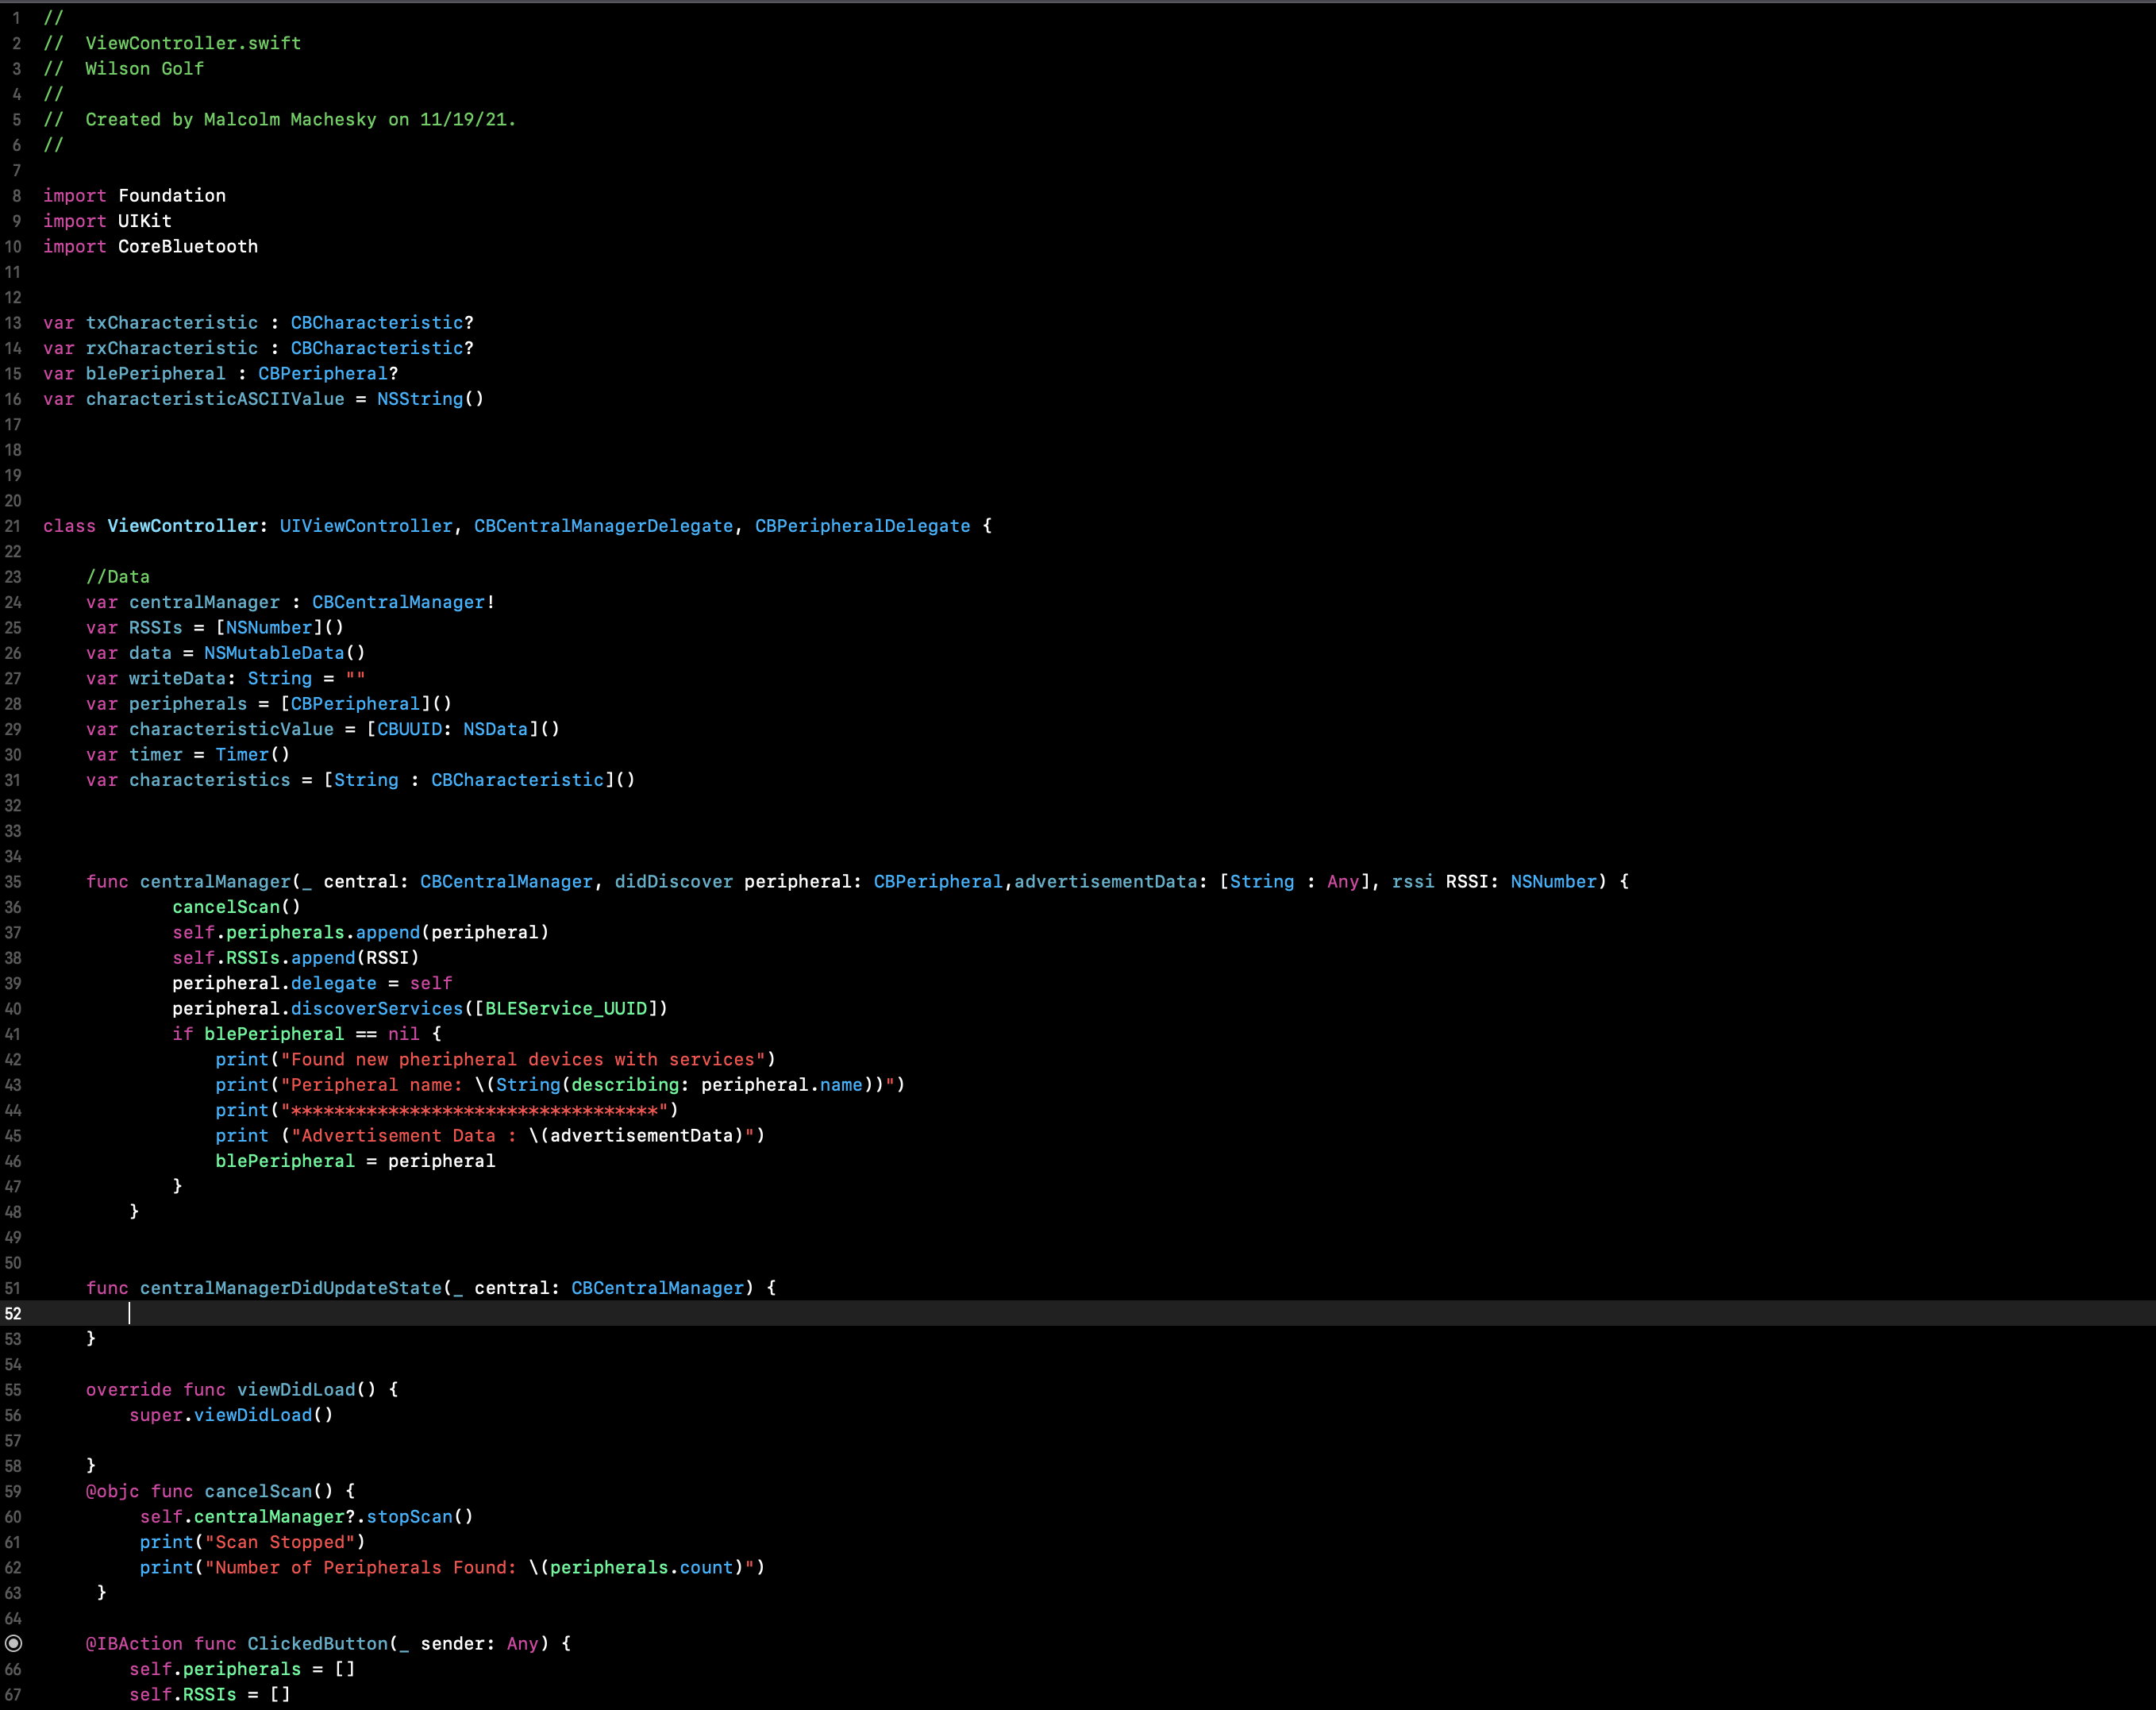 1 //
2 //  ViewController.swift
3 //  Wilson Golf
4 //
5 //  Created by Malcolm Machesky on 11/19/21.
6 //
7
8 import Foundation
9 import UIKit
10 import CoreBluetooth
11
12
13 var txCharacteristic : CBCharacteristic?
14 var rxCharacteristic : CBCharacteristic?
15 var blePeripheral : CBPeripheral?
16 var characteristicASCIIValue = NSString()
17
18
19
20
21 class ViewController: UIViewController, CBCentralManagerDelegate, CBPeripheralDelegate {
22
23     //Data
24     var centralManager : CBCentralManager!
25     var RSSIs = [NSNumber]()
26     var data = NSMutableData()
27     var writeData: String = ""
28     var peripherals = [CBPeripheral]()
29     var characteristicValue = [CBUUID: NSData]()
30     var timer = Timer()
31     var characteristics = [String : CBCharacteristic]()
32
33
34
35     func centralManager(_ central: CBCentralManager, didDiscover peripheral: CBPeripheral,advertisementData: [String : Any], rssi RSSI: NSNumber) {
36             cancelScan()
37             self.peripherals.append(peripheral)
38             self.RSSIs.append(RSSI)
39             peripheral.delegate = self
40             peripheral.discoverServices([BLEService_UUID])
41             if blePeripheral == nil {
42                 print("Found new pheripheral devices with services")
43                 print("Peripheral name: \(String(describing: peripheral.name))")
44                 print("**********************************")
45                 print ("Advertisement Data : \(advertisementData)")
46                 blePeripheral = peripheral
47             }
48         }
49
50
51     func centralManagerDidUpdateState(_ central: CBCentralManager) {
52
53     }
54
55     override func viewDidLoad() {
56         super.viewDidLoad()
57
58     }
59     @objc func cancelScan() {
60          self.centralManager?.stopScan()
61          print("Scan Stopped")
62          print("Number of Peripherals Found: \(peripherals.count)")
63      }
64
    @IBAction func ClickedButton(_ sender: Any) {
66         self.peripherals = []
67         self.RSSIs = []